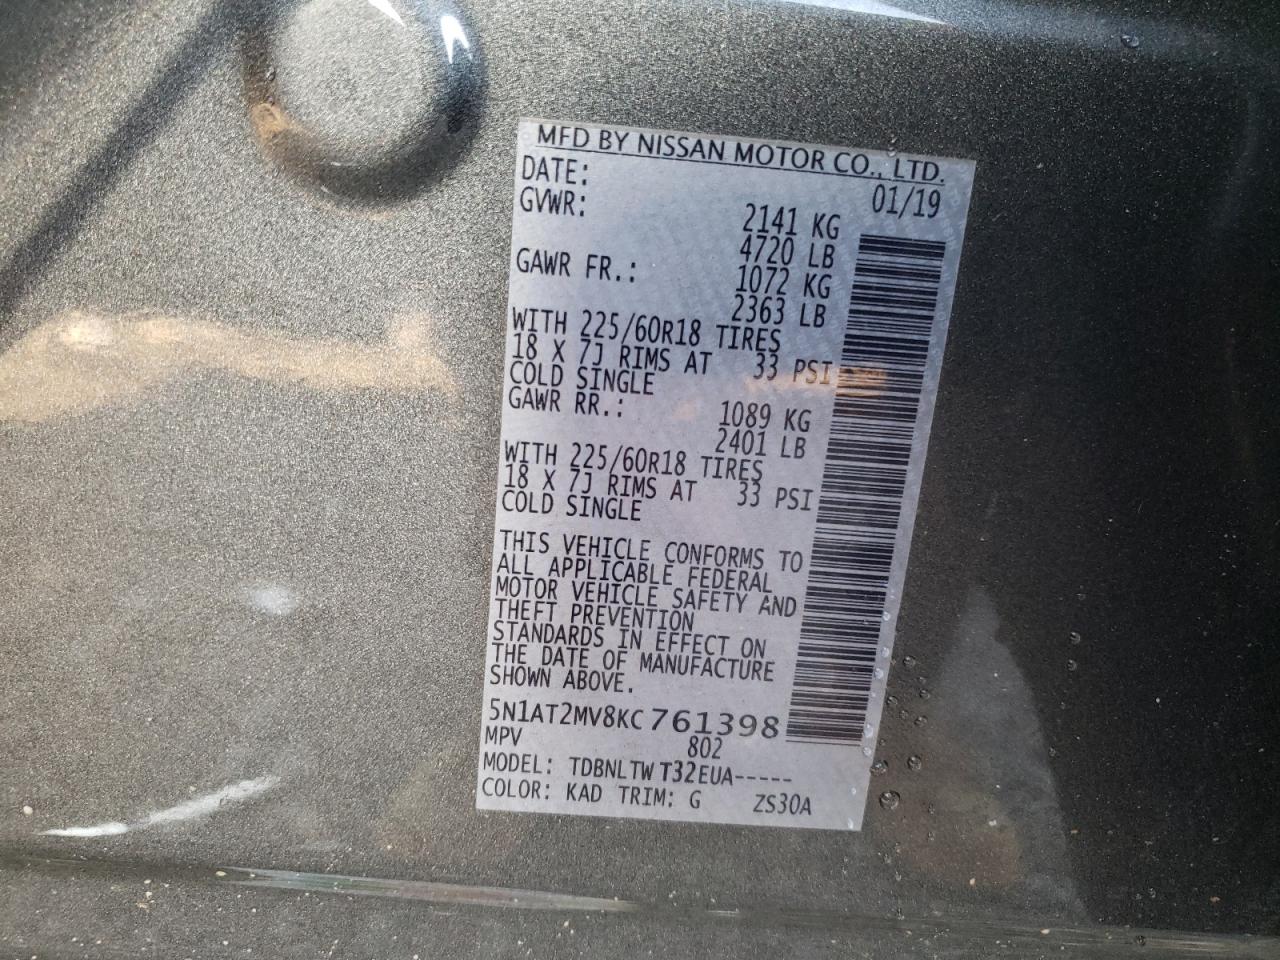 MFD BY NISSAN MOTOR CO., LTD.
DATE: 01/19
GVWR: 2141 KG
4720 LB
GAWR FR.: 1072 KG
2363 LB
WITH 225/60R18 TIRES
18 X 7J RIMS AT 33 PSI
COLD SINGLE
GAWR RR.: 1089 KG
2401 LB
WITH 225/60R18 TIRES
18 X 7J RIMS AT 33 PSI
COLD SINGLE
THIS VEHICLE CONFORMS TO
ALL APPLICABLE FEDERAL
MOTOR VEHICLE SAFETY AND
THEFT PREVENTION
STANDARDS IN EFFECT ON
THE DATE OF MANUFACTURE
SHOWN ABOVE.
5N1AT2MV8KC761398
MPV 802
MODEL: TDBNLTWT32EUA-----
COLOR: KAD TRIM: G ZS30A